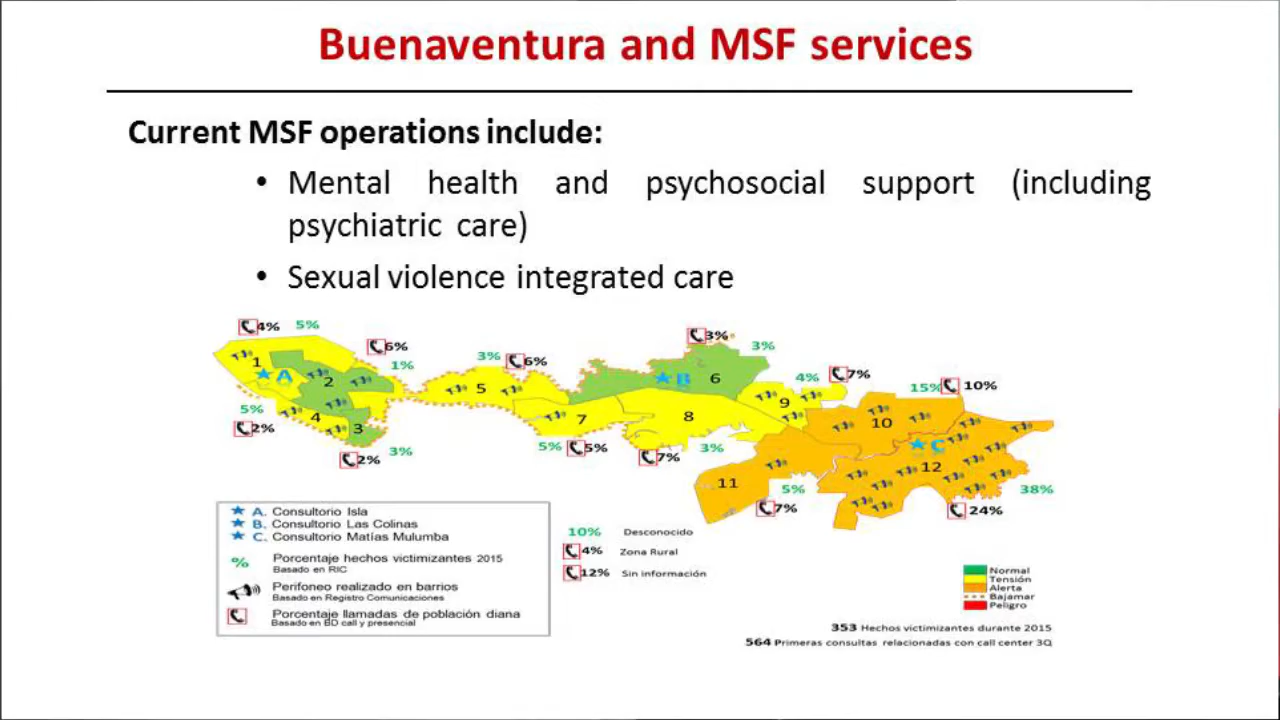 Buenaventura and MSF services
Current MSF operations include:
• Mental health and psychosocial support (including
psychiatric care)
• Sexual violence integrated care
4% 5%
6%
1%
3% 6%
3%
3%
4% 7%
15% 10%
1 A 2
5%
2%
4 3
2% 3%
5
7
5% 5%
B 6
8
7% 3%
9
10
C
12
11
5%
7%
38%
24%
A. Consultorio Isla
B. Consultorio Las Colinas
C. Consultorio Matías Mulumba
% Porcentaje hechos victimizantes 2015
Basado en RIC
Perifoneo realizado en barrios
Basado en Registro Comunicaciones
Porcentaje llamadas de población diana
Basado en BD call y presencial
10% Desconocido
4% Zona Rural
12% Sin información
Normal
Tensión
Alerta
Bajamar
Peligro
353 Hechos victimizantes durante 2015
564 Primeras consultas relacionadas con call center 3Q